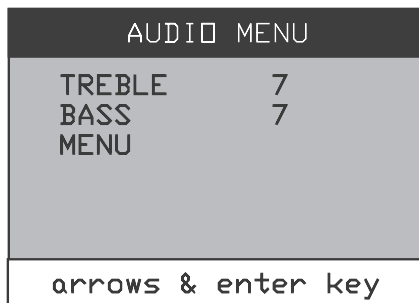 AUDIO MENU
TREBLE 7
BASS 7
MENU
arrows & enter key